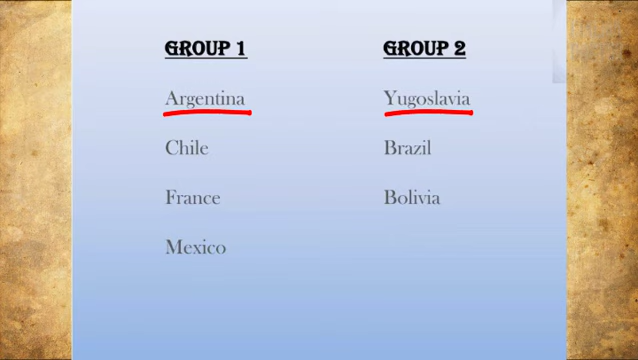 GROUP 1
Argentina
Chile
France
Mexico
GROUP 2
Yugoslavia
Brazil
Bolivia